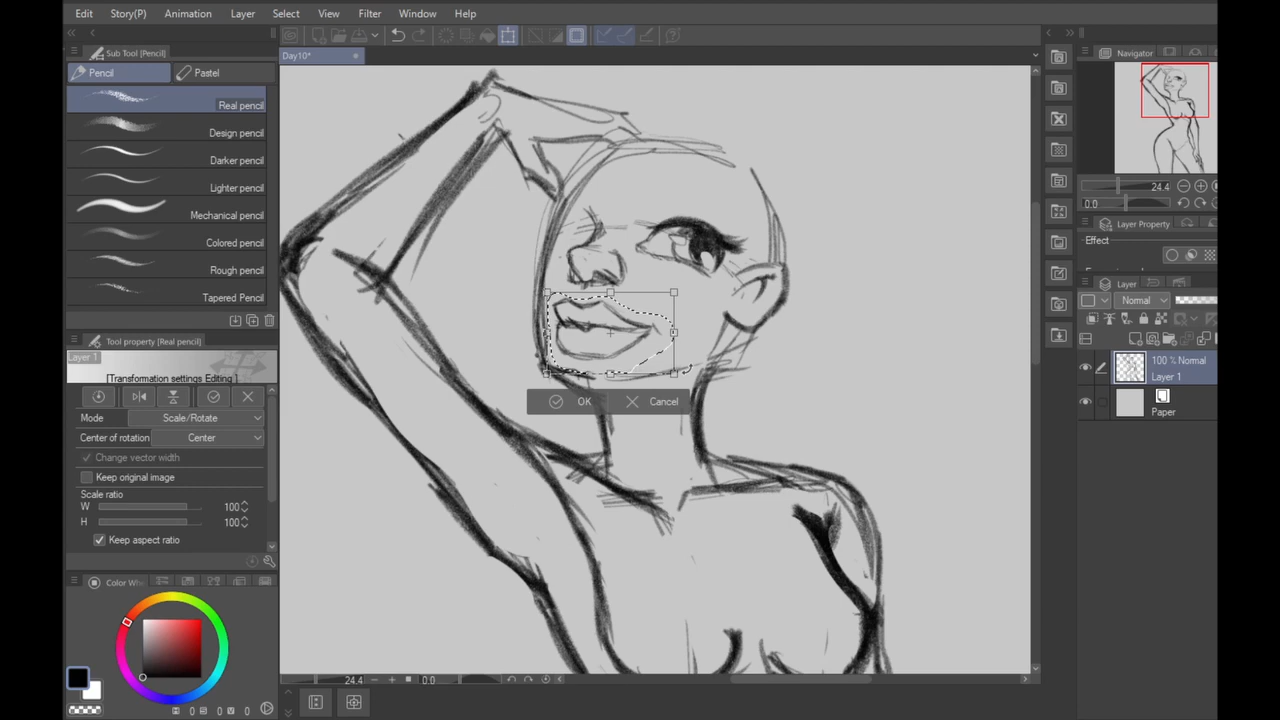 Edit Story(P) Animation Layer Select View Filter Window Help
Sub Tool [Pencil]
Pencil Pastel
Real pencil
Design pencil
Darker pencil
Lighter pencil
Mechanical pencil
Colored pencil
Rough pencil
Tapered Pencil
Tool property [Real pencil]
Layer 1
[Transformation settings Editing ]
Mode Scale/Rotate
Center of rotation Center
Change vector width
Keep original image
Scale ratio
W 100
H 100
Keep aspect ratio
Color Whe
Day10*
OK Cancel
24.4 0.0
Navigator
24.4
0.0
Layer Property
Effect
Layer
Normal
100 % Normal
Layer 1
Paper